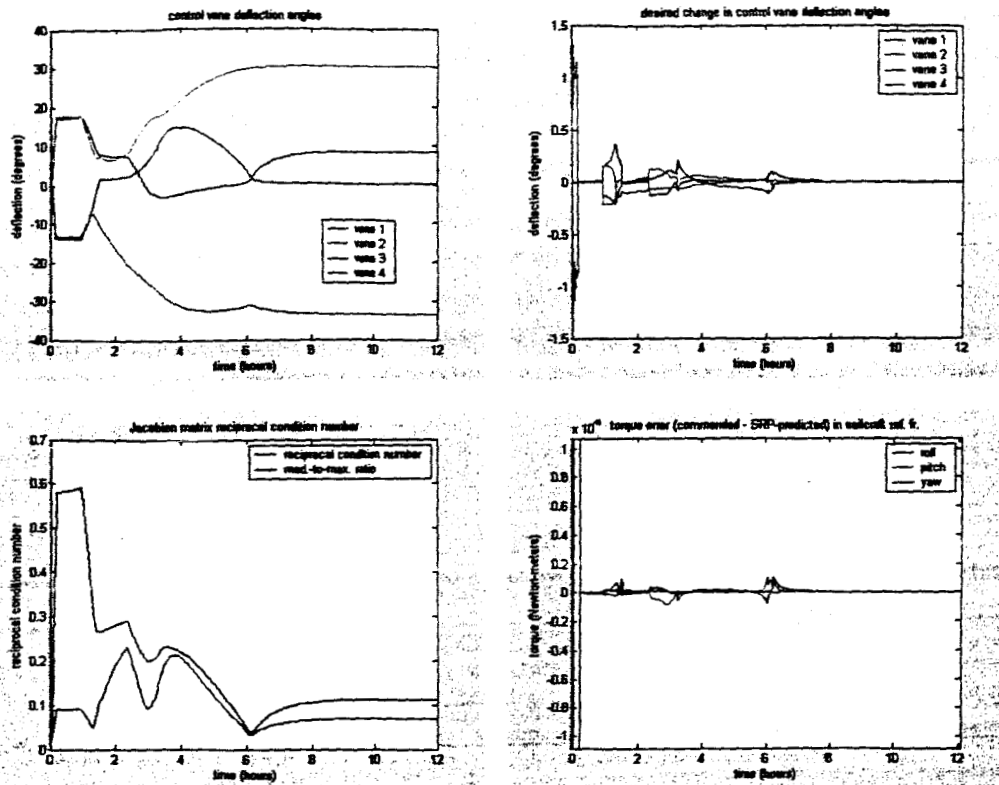 control vane deflection angles
40
30
20
10
0
-10
-20
-30
-40
deflection (degrees)
vane 1
vane 2
vane 3
vane 4
0
2
4
6
8
10
12
time (hours)
desired change in control vane deflection angles
1.5
1
0.5
0
-0.5
-1
-1.5
deflection (degrees)
vane 1
vane 2
vane 3
vane 4
0
2
4
6
8
10
12
time (hours)
Jacobian matrix reciprocal condition number
0.7
0.6
0.5
0.4
0.3
0.2
0.1
0
reciprocal condition number
reciprocal condition number
med.-to-max. ratio
0
2
4
6
8
10
12
time (hours)
x 10 torque error (commanded - SRP-predicted) in sailcraft ref. fr.
1
0.8
0.6
0.4
0.2
0
-0.2
-0.4
-0.6
-0.8
-1
torque (Newton-meters)
roll
pitch
yaw
0
2
4
6
8
10
12
time (hours)